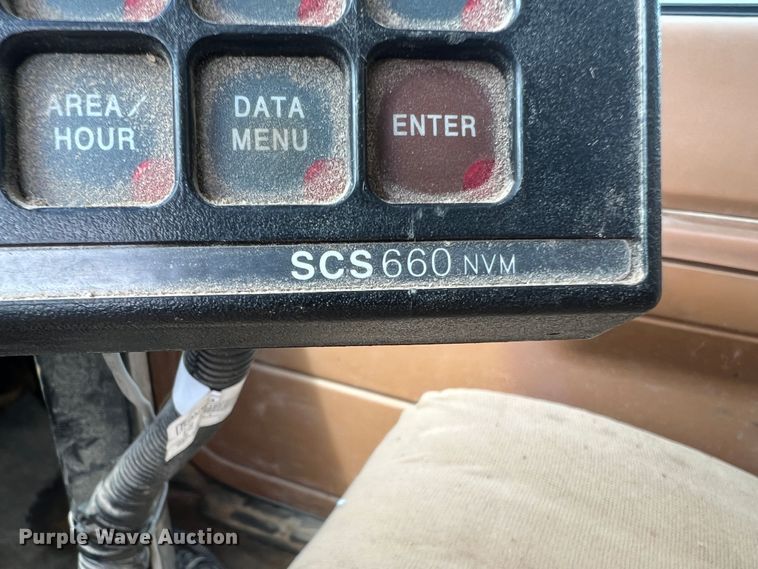 AREA/
HOUR
DATA
MENU
ENTER
SCS 660 NVM
Purple Wave Auction